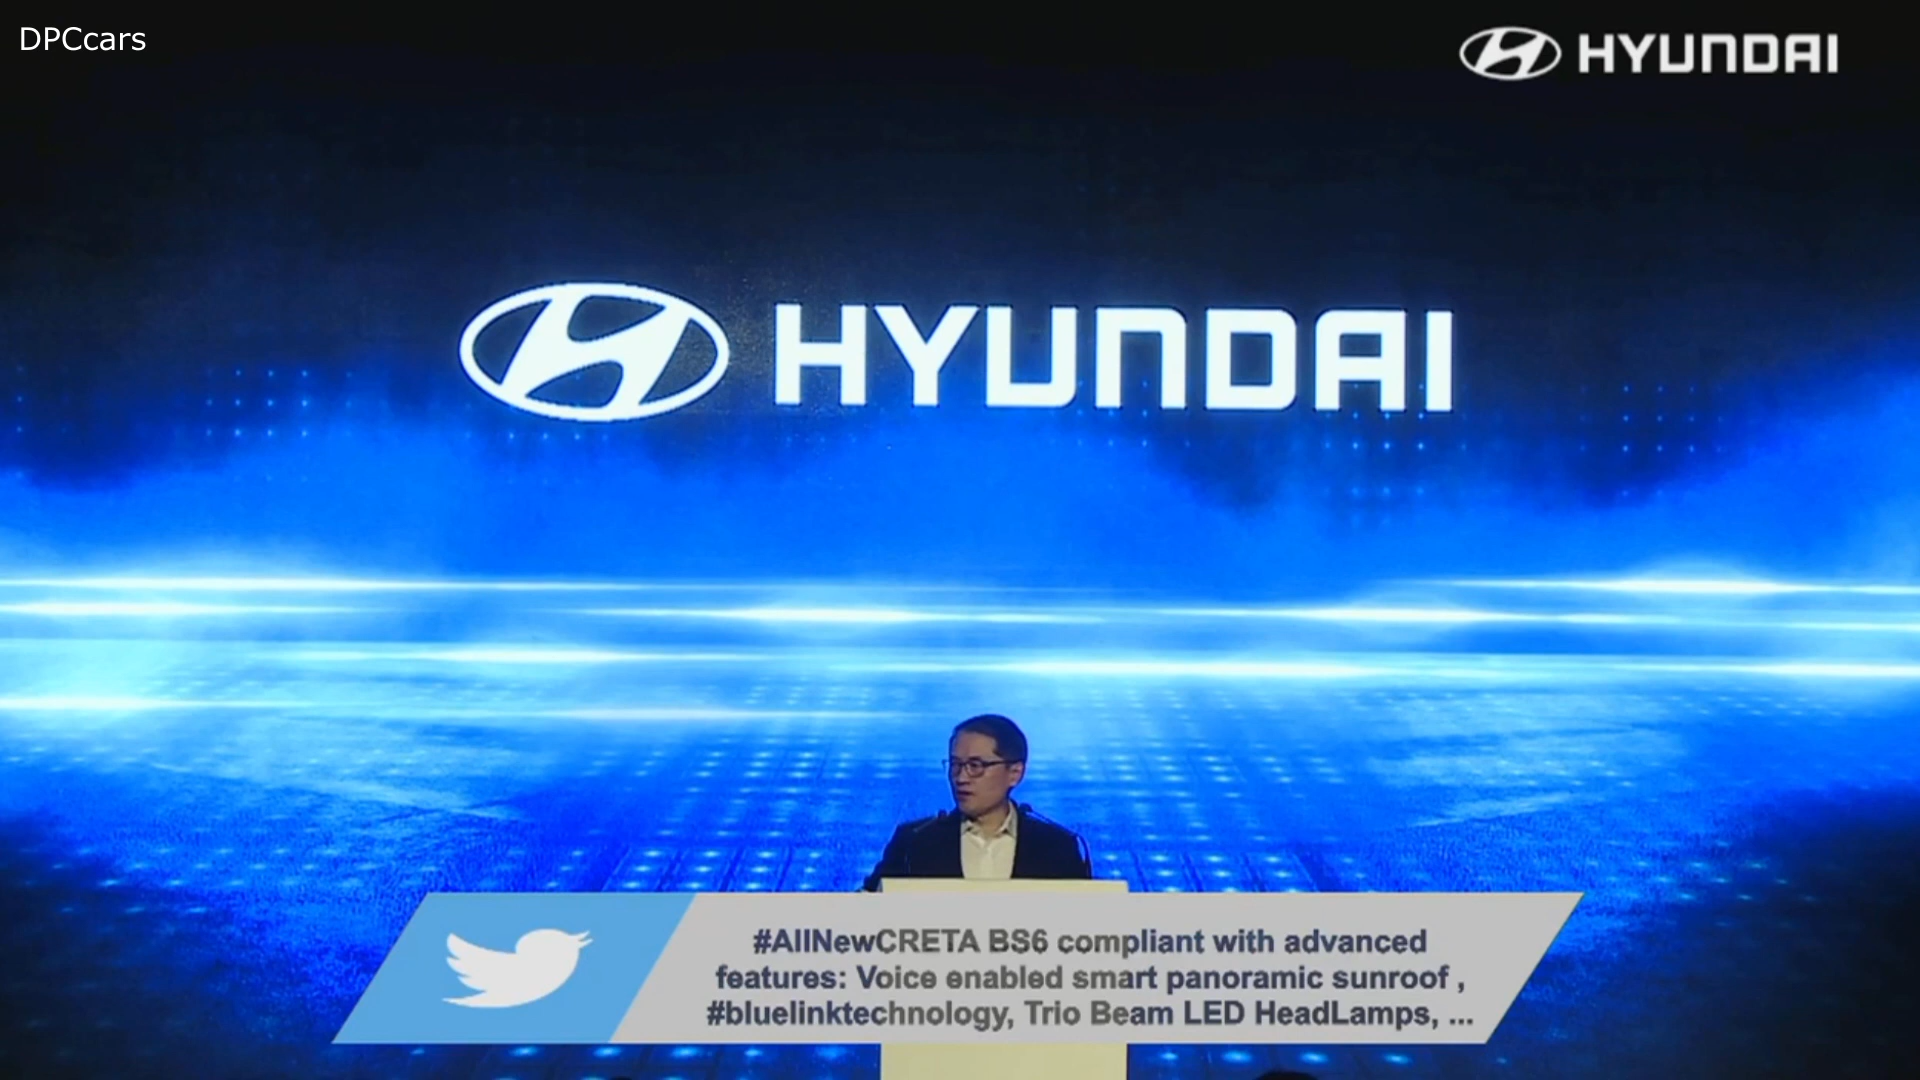 DPCcars
HYUNDAI
HYUNDAI
#AllNewCRETA BS6 compliant with advanced
features: Voice enabled smart panoramic sunroof ,
#bluelinktechnology, Trio Beam LED HeadLamps, ...